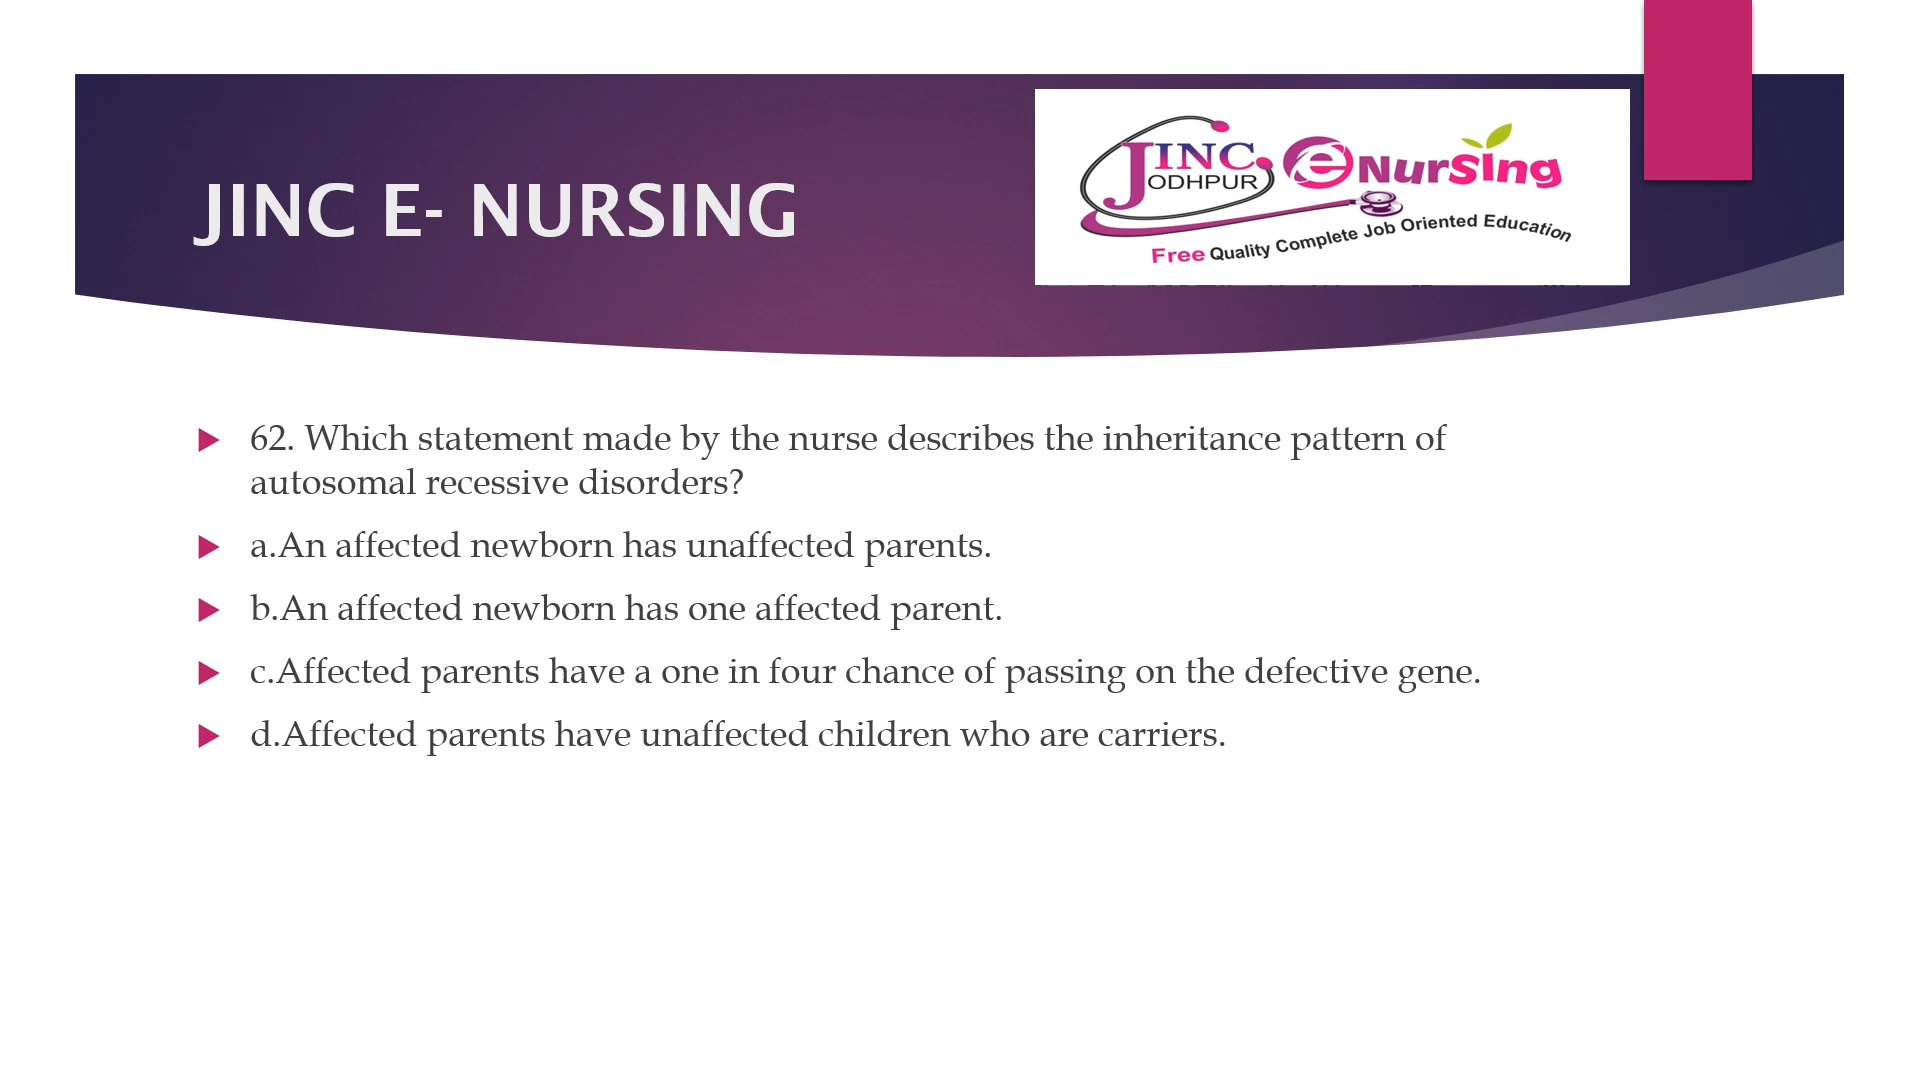 JINC E- NURSING
JINC
ODHPUR
eNursing
Free Quality Complete Job Oriented Education
62. Which statement made by the nurse describes the inheritance pattern of
autosomal recessive disorders?
a.An affected newborn has unaffected parents.
b.An affected newborn has one affected parent.
c.Affected parents have a one in four chance of passing on the defective gene.
d.Affected parents have unaffected children who are carriers.